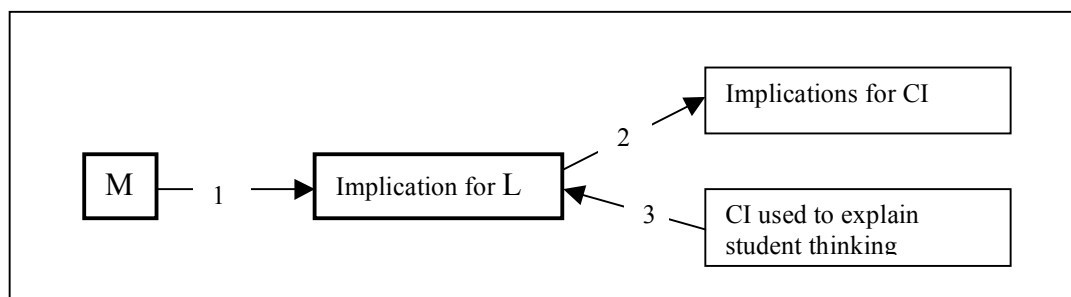 M
1
Implication for L
2
Implications for CI
3
CI used to explain
student thinking